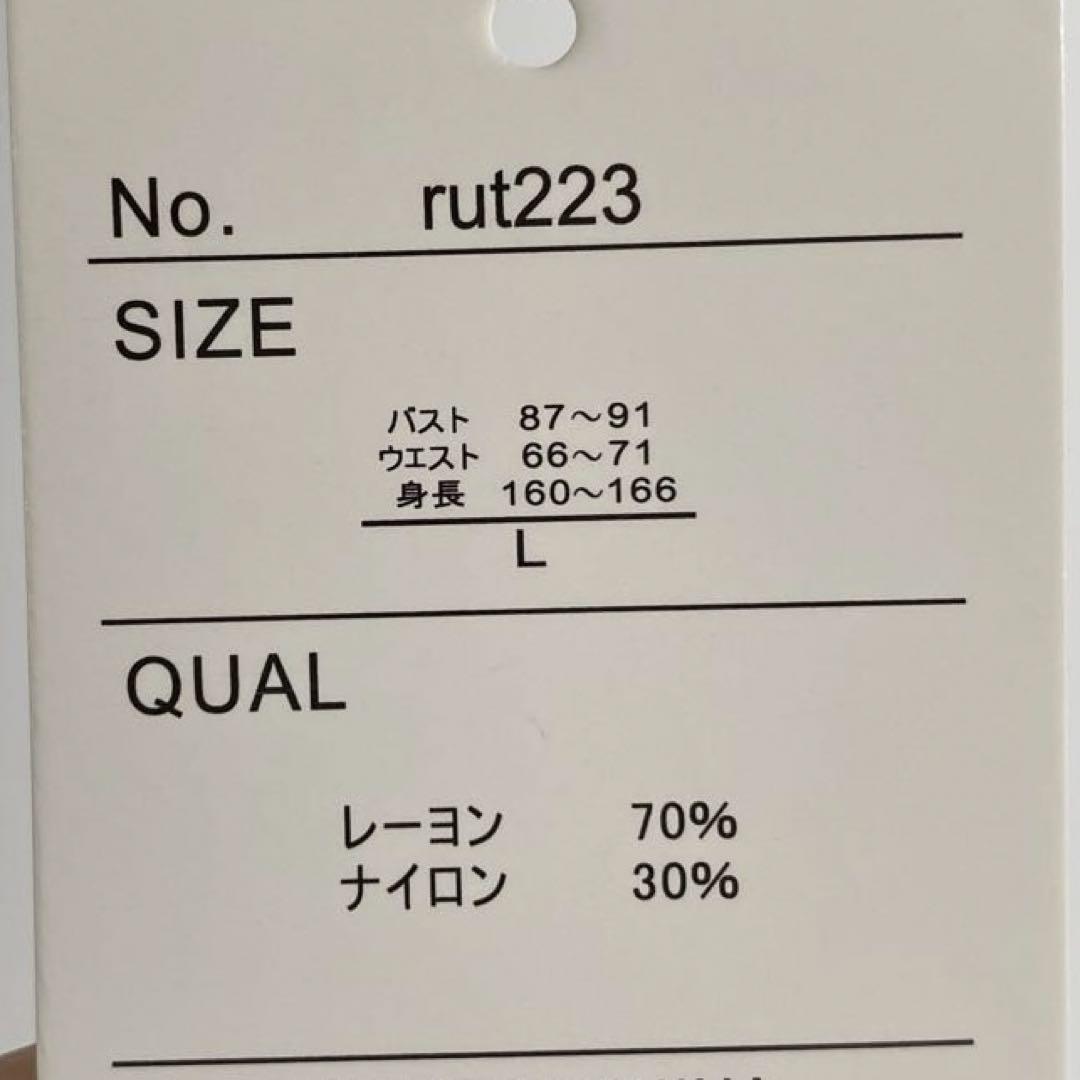 No. rut223
SIZE
バスト 87～91
ウエスト 66～71
身長 160～166
L
QUAL
レーヨン 70%
ナイロン 30%